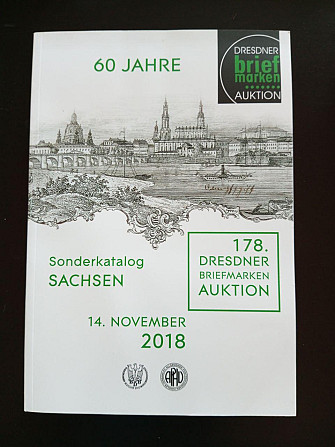 60 JAHRE
DRESDNER
brief
marken
AUKTION
Sonderkatalog
SACHSEN
178.
DRESDNER
BRIEFMARKEN
AUKTION
14. NOVEMBER
2018